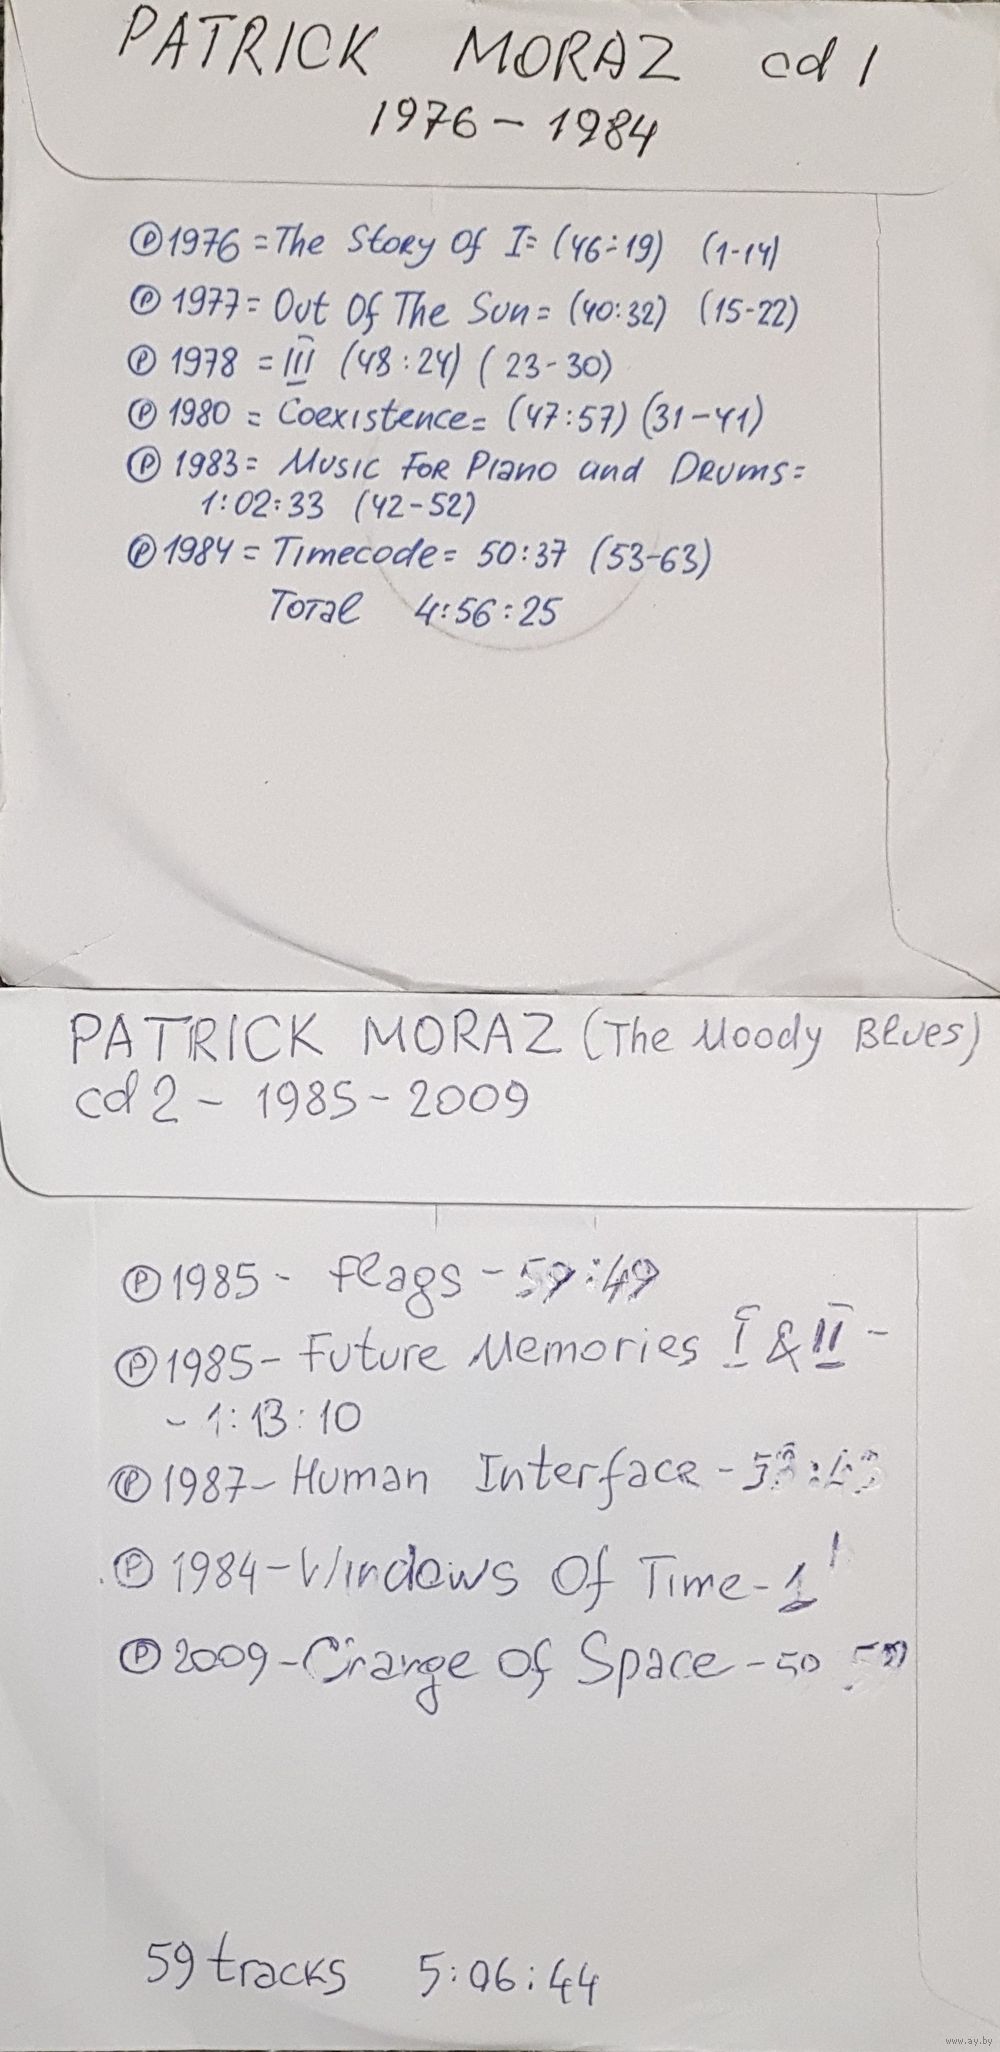 PATRICK MORAZ cd 1
1976 – 1984
Ⓟ 1976 = The Story Of I= (46:19) (1-14)
Ⓟ 1977= Out Of The Sun= (40:32) (15-22)
Ⓟ 1978 = III (48:24) (23-30)
Ⓟ 1980 = Coexistence= (47:57) (31-41)
Ⓟ 1983= Music For Piano and Drums=
1:02:33 (42-52)
Ⓟ 1984= Timecode= 50:37 (53-63)
Total 4:56:25
PATRICK MORAZ (The Moody Blues)
cd 2 – 1985 – 2009
Ⓟ 1985 - Flags - 59:49
Ⓟ 1985 - Future Memories I & II -
- 1:13:10
Ⓟ 1987 - Human Interface -
Ⓟ 1984 - Windows Of Time - 1h
Ⓟ 2009 - Change of Space - 50
59 tracks 5:06:44
www.ay.by